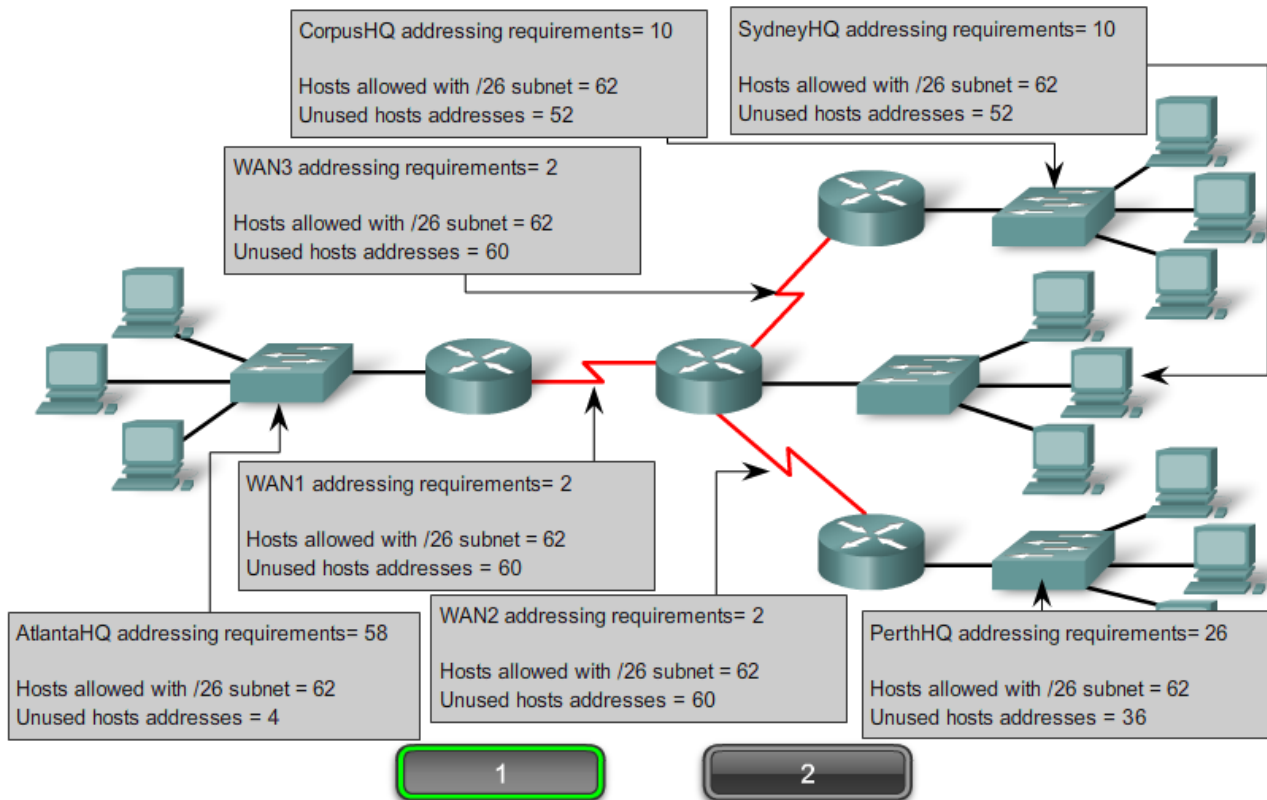 CorpusHQ addressing requirements= 10
Hosts allowed with /26 subnet = 62
Unused hosts addresses = 52
SydneyHQ addressing requirements= 10
Hosts allowed with /26 subnet = 62
Unused hosts addresses = 52
WAN3 addressing requirements= 2
Hosts allowed with /26 subnet = 62
Unused hosts addresses = 60
WAN1 addressing requirements= 2
Hosts allowed with /26 subnet = 62
Unused hosts addresses = 60
AtlantaHQ addressing requirements= 58
Hosts allowed with /26 subnet = 62
Unused hosts addresses = 4
WAN2 addressing requirements= 2
Hosts allowed with /26 subnet = 62
Unused hosts addresses = 60
PerthHQ addressing requirements= 26
Hosts allowed with /26 subnet = 62
Unused hosts addresses = 36
1
2